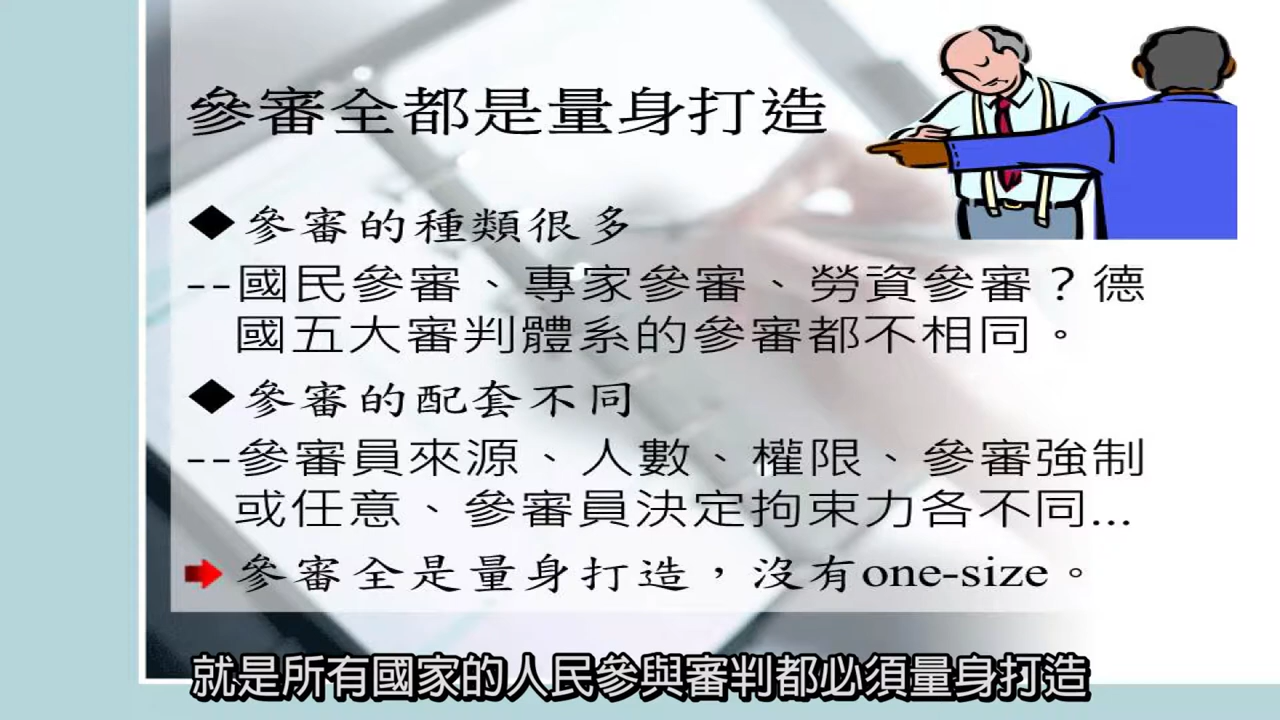 參審全都是量身打造
◆參審的種類很多
--國民參審、專家參審、勞資參審？德
國五大審判體系的參審都不相同。
◆參審的配套不同
--參審員來源、人數、權限、參審強制
或任意、參審員決定拘束力各不同...
參審全是量身打造，沒有one-size。
就是所有國家的人民參與審判都必須量身打造